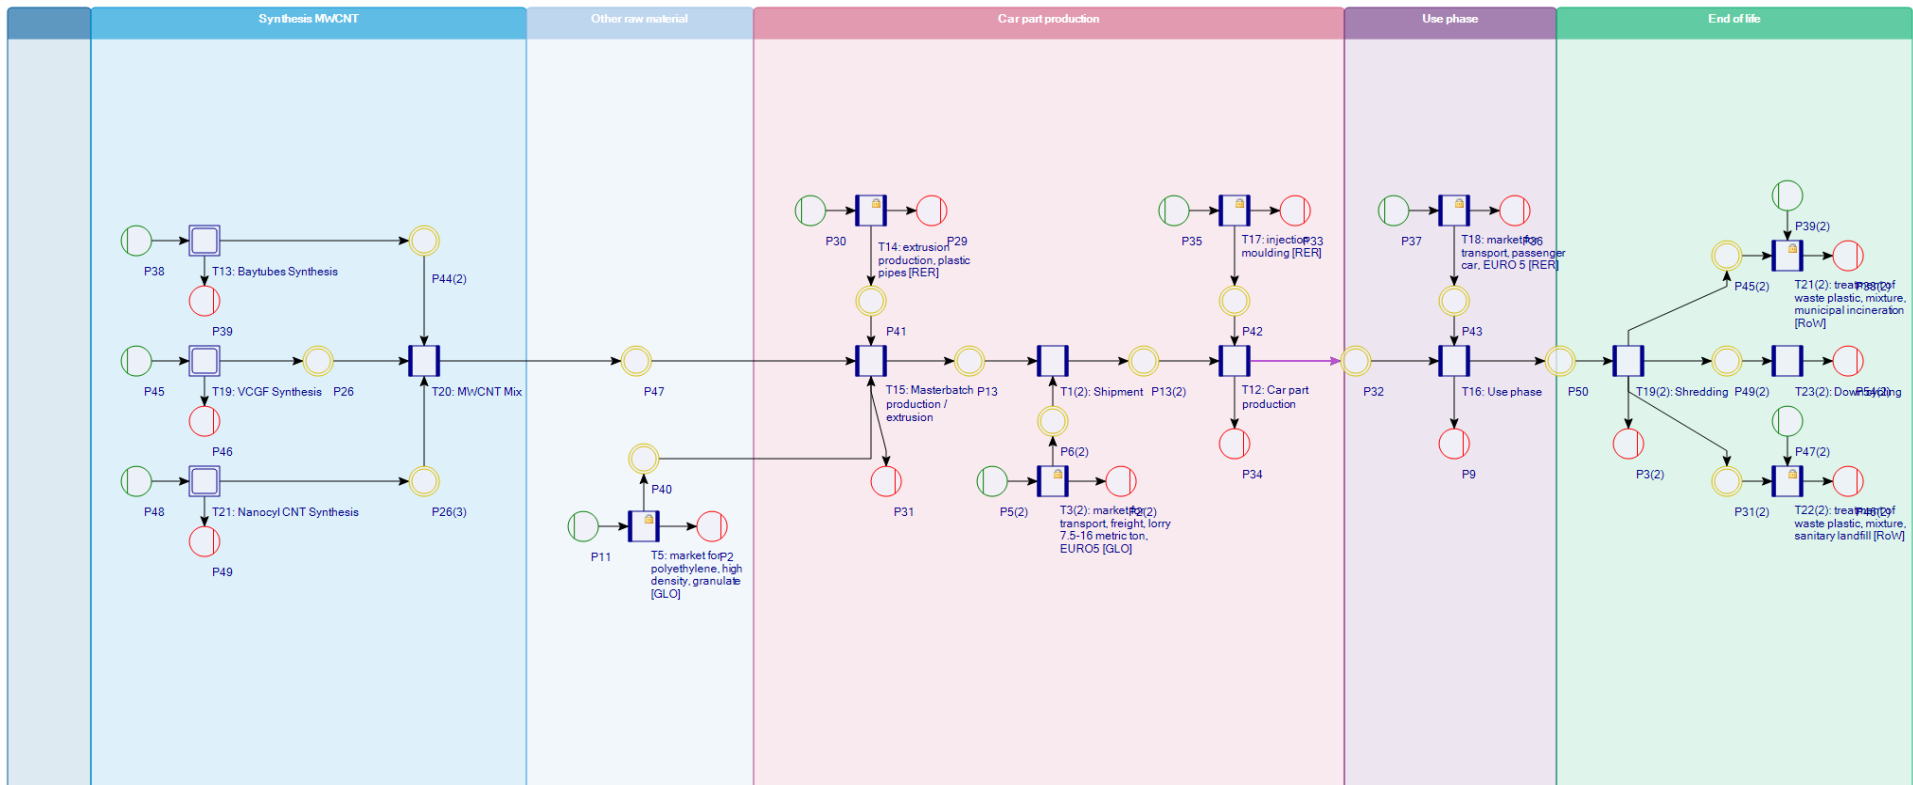 Synthesis MWCNT
Other raw material
Car part production
Use phase
End of life
P38
T13: Baytubes Synthesis
P39
P44(2)
P45
T19: VCGF Synthesis
P26
T20: MWCNT Mix
P46
P48
T21: Nanocyl CNT Synthesis
P26(3)
P49
P47
P40
P11
T5: market for
polyethylene, high
density, granulate
[GLO]
P2
P30
T14: extrusion
production, plastic
pipes [RER]
P29
P41
T15: Masterbatch
production /
extrusion
P13
P31
T1(2): Shipment
P13(2)
P6(2)
P5(2)
T3(2): market for
transport, freight, lorry
7.5-16 metric ton,
EURO5 [GLO]
P2(2)
P35
T17: injection
moulding [RER]
P33
P42
T12: Car part
production
P34
P32
P37
T18: market for
transport, passenger
car, EURO 5 [RER]
P36
P43
T16: Use phase
P9
P50
T19(2): Shredding
P3(2)
P39(2)
P45(2)
T21(2): treatment of
waste plastic, mixture,
municipal incineration
[RoW]
P49(2)
T23(2): Downcycling
P54(2)
P47(2)
P31(2)
T22(2): treatment of
waste plastic, mixture,
sanitary landfill [RoW]